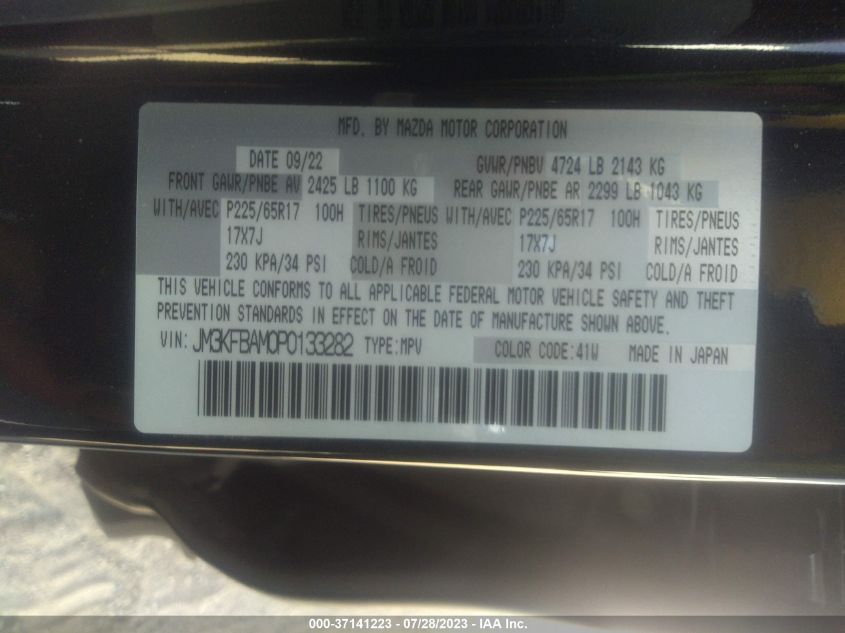 MFD. BY MAZDA MOTOR CORPORATION
DATE 09/22 GVWR/PNBV 4724 LB 2143 KG
FRONT GAWR/PNBE AV 2425 LB 1100 KG REAR GAWR/PNBE AR 2299 LB 1043 KG
WITH/AVEC P225/65R17 100H TIRES/PNEUS WITH/AVEC P225/65R17 100H TIRES/PNEUS
17X7J RIMS/JANTES 17X7J RIMS/JANTES
230 KPA/34 PSI COLD/A FROID 230 KPA/34 PSI COLD/A FROID
THIS VEHICLE CONFORMS TO ALL APPLICABLE FEDERAL MOTOR VEHICLE SAFETY AND THEFT
PREVENTION STANDARDS IN EFFECT ON THE DATE OF MANUFACTURE SHOWN ABOVE.
VIN: JM3KFBAM0P0133282 TYPE:MPV COLOR CODE:41W MADE IN JAPAN
000-37141223 - 07/28/2023 - IAA Inc.